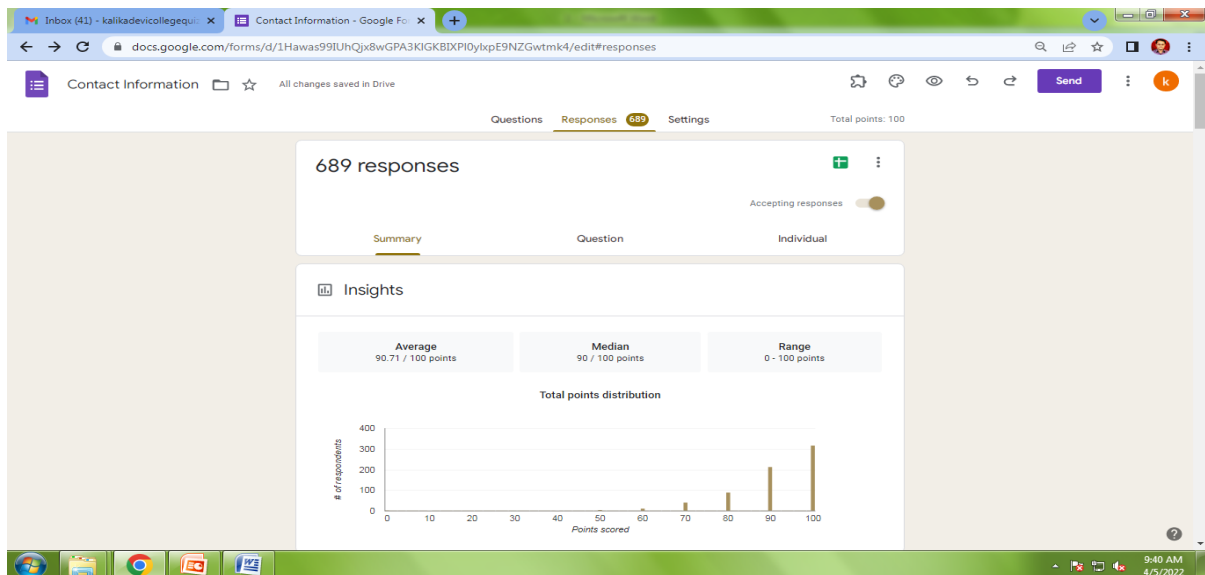 Inbox (41) - kalikadevicollegequi
Contact Information - Google Fo
docs.google.com/forms/d/1Hawas99IUhQjx8wGPA3KIGKBIXPI0yIxpE9NZGwtmk4/edit#responses
Contact Information All changes saved in Drive Send k
Questions Responses 689 Settings Total points: 100
689 responses
Accepting responses
Summary Question Individual
Insights
Average Median Range
90.71 / 100 points 90 / 100 points 0 - 100 points
Total points distribution
400
300
200
100
0
# of respondents
0 10 20 30 40 50 60 70 80 90 100
Points scored
9:40 AM
4/5/2022